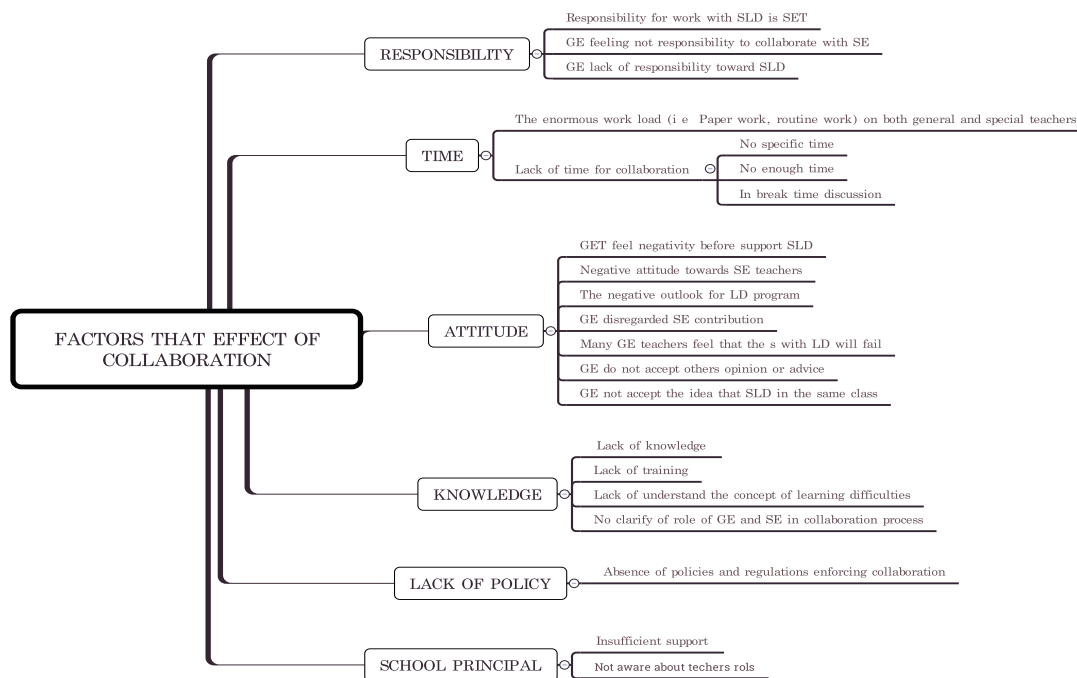 Responsibility for work with SLD is SET
RESPONSIBILITY
GE feeling not responsibility to collaborate with SE
GE lack of responsibility toward SLD
The enormous work load (i e Paper work, routine work) on both general and special teachers
TIME
No specific time
Lack of time for collaboration
No enough time
In break time discussion
GET feel negativity before support SLD
Negative attitude towards SE teachers
The negative outlook for LD program
FACTORS THAT EFFECT OF
COLLABORATION
ATTITUDE
GE disregarded SE contribution
Many GE teachers feel that the s with LD will fail
GE do not accept others opinion or advice
GE not accept the idea that SLD in the same class
Lack of knowledge
Lack of training
KNOWLEDGE
Lack of understand the concept of learning difficulties
No clarify of role of GE and SE in collaboration process
LACK OF POLICY
Absence of policies and regulations enforcing collaboration
Insufficient support
SCHOOL PRINCIPAL
Not aware about techers rols